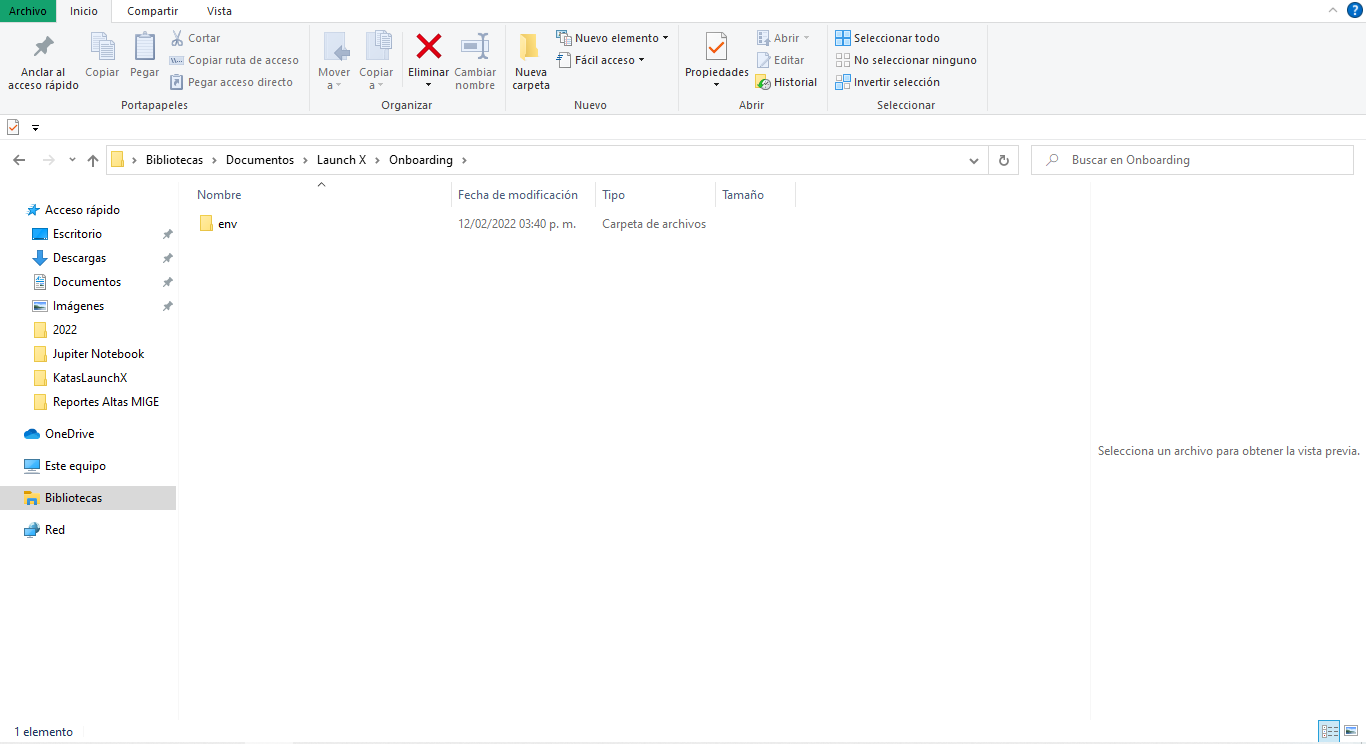 Archivo Inicio Compartir Vista
Anclar al acceso rápido
Copiar
Pegar
Cortar
Copiar ruta de acceso
Pegar acceso directo
Portapapeles
Mover a
Copiar a
Eliminar
Cambiar nombre
Organizar
Nueva carpeta
Nuevo elemento
Fácil acceso
Nuevo
Propiedades
Abrir
Editar
Historial
Abrir
Seleccionar todo
No seleccionar ninguno
Invertir selección
Seleccionar
Bibliotecas > Documentos > Launch X > Onboarding >
Buscar en Onboarding
Nombre Fecha de modificación Tipo Tamaño
env 12/02/2022 03:40 p. m. Carpeta de archivos
Acceso rápido
Escritorio
Descargas
Documentos
Imágenes
2022
Jupiter Notebook
KatasLaunchX
Reportes Altas MIGE
OneDrive
Este equipo
Bibliotecas
Red
Selecciona un archivo para obtener la vista previa.
1 elemento